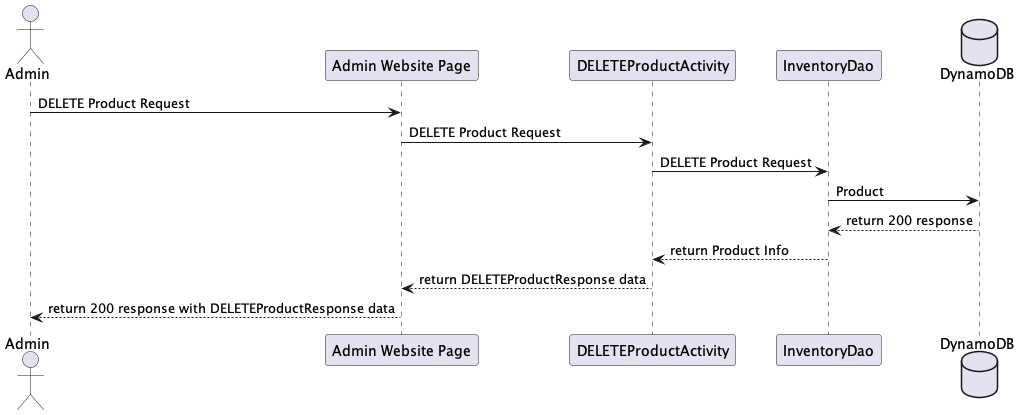 Admin
Admin Website Page
DELETEProductActivity
InventoryDao
DynamoDB
DELETE Product Request
DELETE Product Request
DELETE Product Request
Product
return 200 response
return Product Info
return DELETEProductResponse data
return 200 response with DELETEProductResponse data
Admin
Admin Website Page
DELETEProductActivity
InventoryDao
DynamoDB